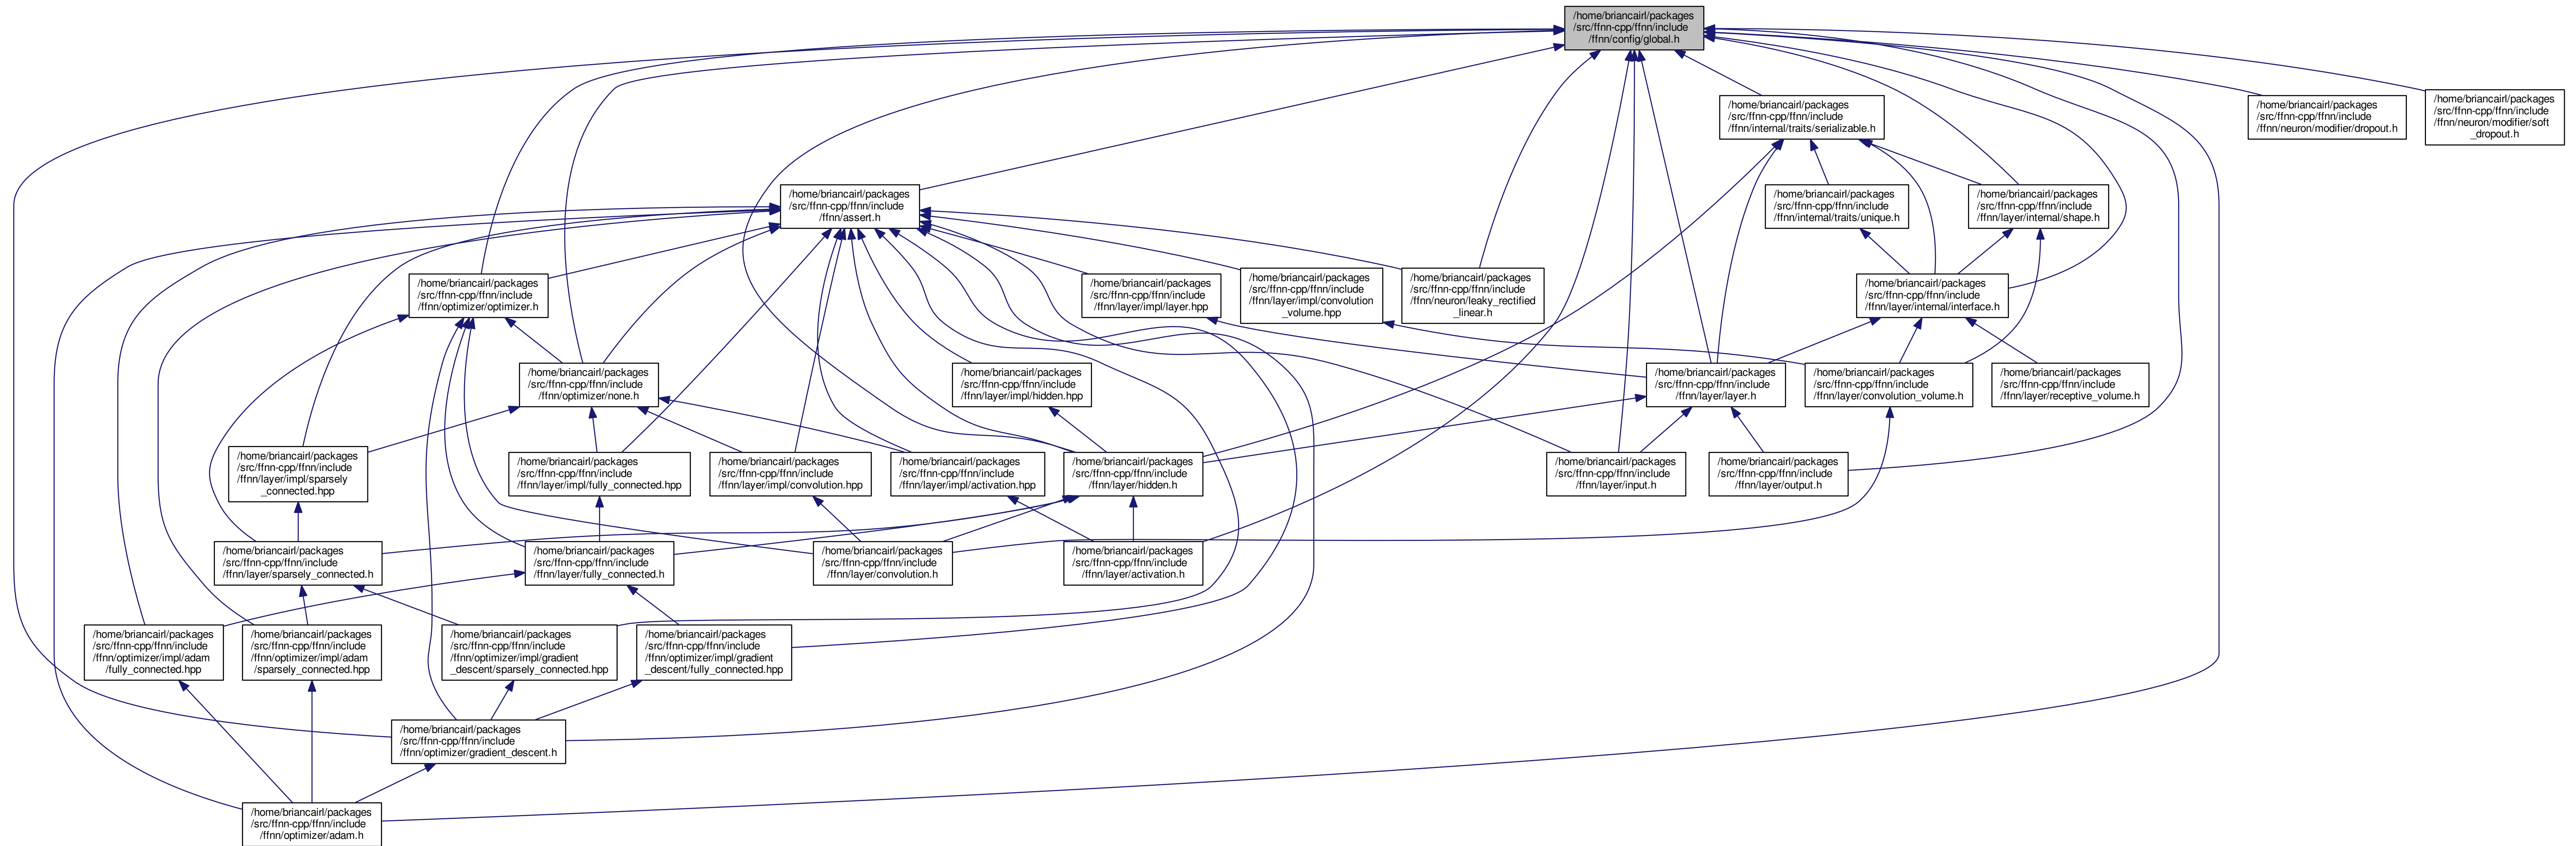 /home/briancairl/packages
/src/ffnn-cpp/ffnn/include
/ffnn/config/global.h
/home/briancairl/packages
/src/ffnn-cpp/ffnn/include
/ffnn/internal/traits/serializable.h
/home/briancairl/packages
/src/ffnn-cpp/ffnn/include
/ffnn/neuron/modifier/dropout.h
/home/briancairl/packages
/src/ffnn-cpp/ffnn/include
/ffnn/neuron/modifier/soft
_dropout.h
/home/briancairl/packages
/src/ffnn-cpp/ffnn/include
/ffnn/assert.h
/home/briancairl/packages
/src/ffnn-cpp/ffnn/include
/ffnn/internal/traits/unique.h
/home/briancairl/packages
/src/ffnn-cpp/ffnn/include
/ffnn/layer/internal/shape.h
/home/briancairl/packages
/src/ffnn-cpp/ffnn/include
/ffnn/optimizer/optimizer.h
/home/briancairl/packages
/src/ffnn-cpp/ffnn/include
/ffnn/layer/impl/layer.hpp
/home/briancairl/packages
/src/ffnn-cpp/ffnn/include
/ffnn/layer/impl/convolution
_volume.hpp
/home/briancairl/packages
/src/ffnn-cpp/ffnn/include
/ffnn/neuron/leaky_rectified
_linear.h
/home/briancairl/packages
/src/ffnn-cpp/ffnn/include
/ffnn/layer/internal/interface.h
/home/briancairl/packages
/src/ffnn-cpp/ffnn/include
/ffnn/optimizer/none.h
/home/briancairl/packages
/src/ffnn-cpp/ffnn/include
/ffnn/layer/impl/hidden.hpp
/home/briancairl/packages
/src/ffnn-cpp/ffnn/include
/ffnn/layer/layer.h
/home/briancairl/packages
/src/ffnn-cpp/ffnn/include
/ffnn/layer/convolution_volume.h
/home/briancairl/packages
/src/ffnn-cpp/ffnn/include
/ffnn/layer/receptive_volume.h
/home/briancairl/packages
/src/ffnn-cpp/ffnn/include
/ffnn/layer/impl/sparsely
_connected.hpp
/home/briancairl/packages
/src/ffnn-cpp/ffnn/include
/ffnn/layer/impl/fully_connected.hpp
/home/briancairl/packages
/src/ffnn-cpp/ffnn/include
/ffnn/layer/impl/convolution.hpp
/home/briancairl/packages
/src/ffnn-cpp/ffnn/include
/ffnn/layer/impl/activation.hpp
/home/briancairl/packages
/src/ffnn-cpp/ffnn/include
/ffnn/layer/hidden.h
/home/briancairl/packages
/src/ffnn-cpp/ffnn/include
/ffnn/layer/input.h
/home/briancairl/packages
/src/ffnn-cpp/ffnn/include
/ffnn/layer/output.h
/home/briancairl/packages
/src/ffnn-cpp/ffnn/include
/ffnn/layer/sparsely_connected.h
/home/briancairl/packages
/src/ffnn-cpp/ffnn/include
/ffnn/layer/fully_connected.h
/home/briancairl/packages
/src/ffnn-cpp/ffnn/include
/ffnn/layer/convolution.h
/home/briancairl/packages
/src/ffnn-cpp/ffnn/include
/ffnn/layer/activation.h
/home/briancairl/packages
/src/ffnn-cpp/ffnn/include
/ffnn/optimizer/impl/adam
/fully_connected.hpp
/home/briancairl/packages
/src/ffnn-cpp/ffnn/include
/ffnn/optimizer/impl/adam
/sparsely_connected.hpp
/home/briancairl/packages
/src/ffnn-cpp/ffnn/include
/ffnn/optimizer/impl/gradient
_descent/sparsely_connected.hpp
/home/briancairl/packages
/src/ffnn-cpp/ffnn/include
/ffnn/optimizer/impl/gradient
_descent/fully_connected.hpp
/home/briancairl/packages
/src/ffnn-cpp/ffnn/include
/ffnn/optimizer/gradient_descent.h
/home/briancairl/packages
/src/ffnn-cpp/ffnn/include
/ffnn/optimizer/adam.h